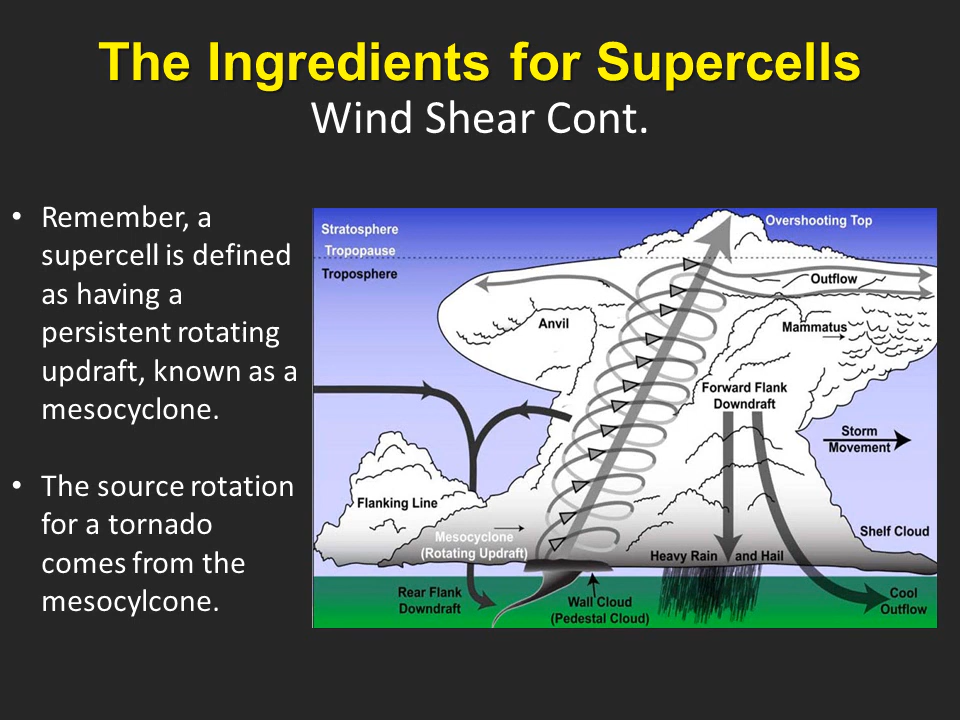 The Ingredients for Supercells
Wind Shear Cont.
• Remember, a
supercell is defined
as having a
persistent rotating
updraft, known as a
mesocyclone.
• The source rotation
for a tornado
comes from the
mesocylcone.
Stratosphere
Tropopause
Troposphere
Overshooting Top
Outflow
Anvil
Mammatus
Forward Flank
Downdraft
Storm
Movement
Flanking Line
Mesocyclone
(Rotating Updraft)
Shelf Cloud
Heavy Rain and Hail
Rear Flank
Downdraft
Wall Cloud
(Pedestal Cloud)
Cool
Outflow